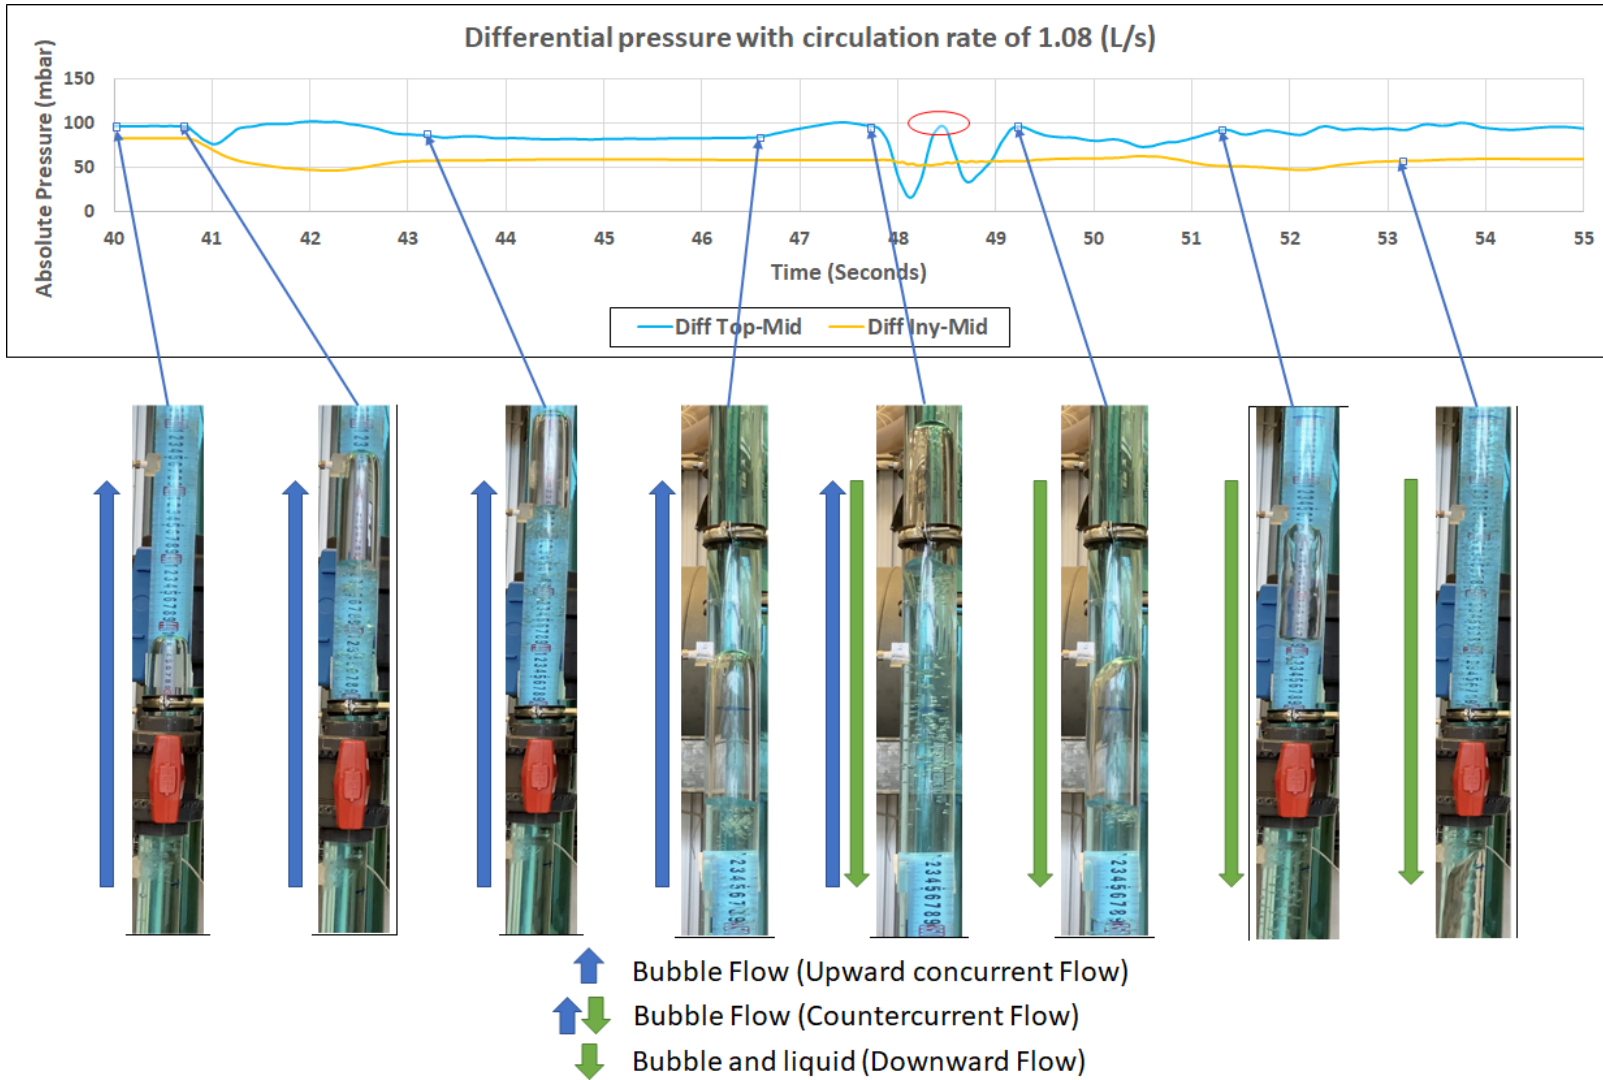 Differential pressure with circulation rate of 1.08 (L/s)
Absolute Pressure (mbar)
150
100
50
0
40 41 42 43 44 45 46 47 48 49 50 51 52 53 54 55
Time (Seconds)
Diff Top-Mid Diff Iny-Mid
Bubble Flow (Upward concurrent Flow)
Bubble Flow (Countercurrent Flow)
Bubble and liquid (Downward Flow)